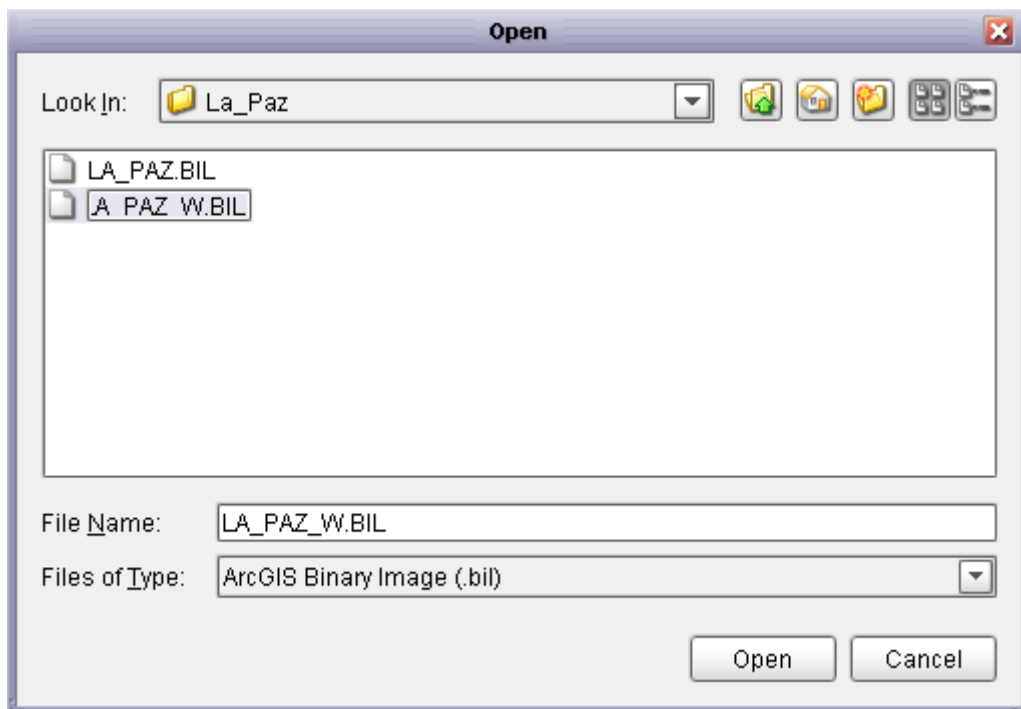 Open
Look In: La_Paz
LA_PAZ.BIL
A PAZ W.BIL
File Name: LA_PAZ_W.BIL
Files of Type: ArcGIS Binary Image (.bil)
Open Cancel